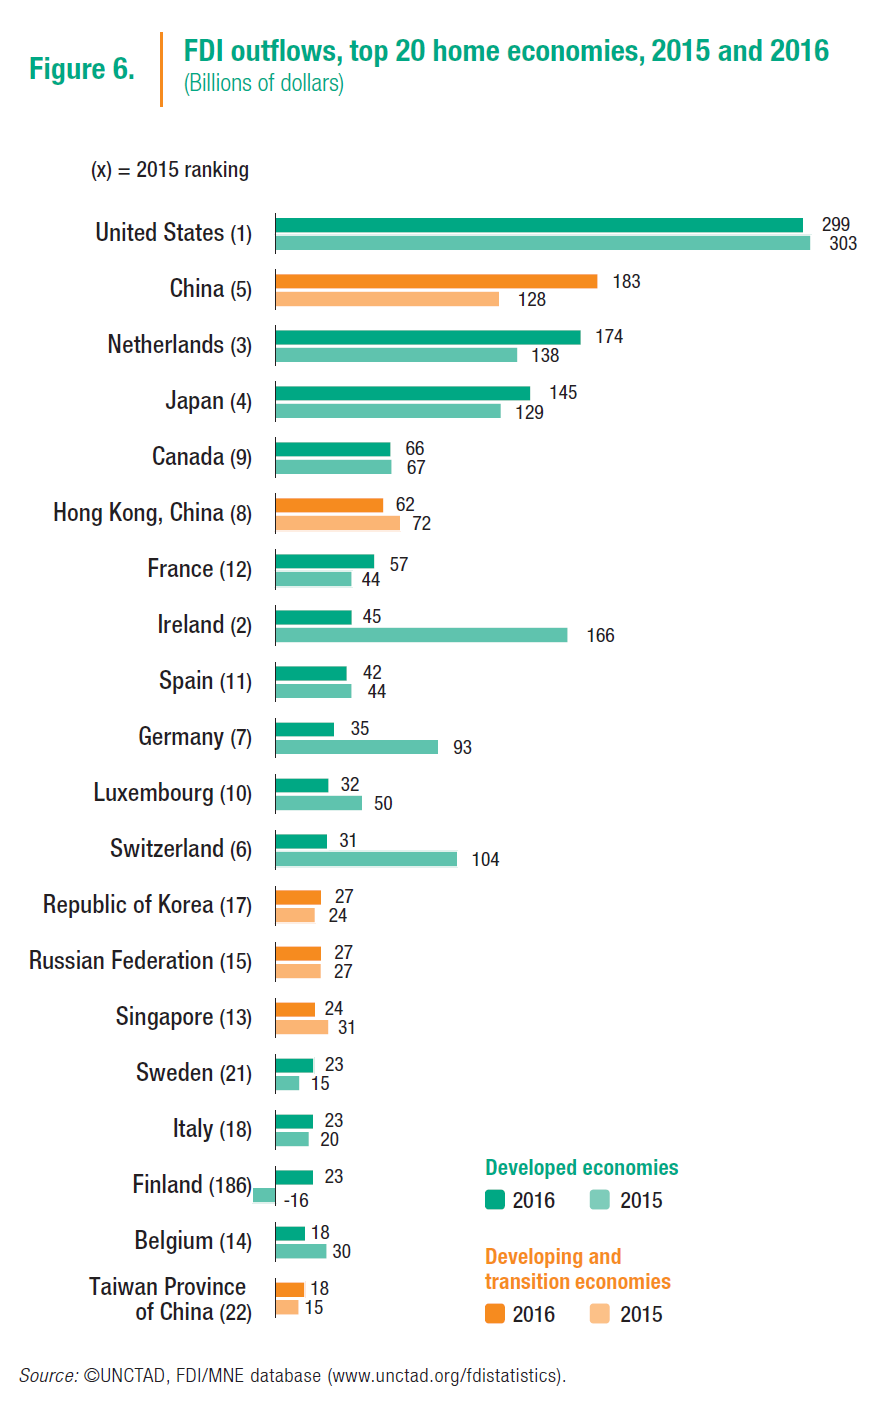 Figure 6.
FDI outflows, top 20 home economies, 2015 and 2016
(Billions of dollars)
(x) = 2015 ranking
United States (1)
299
303
China (5)
183
128
Netherlands (3)
174
138
Japan (4)
145
129
Canada (9)
66
67
Hong Kong, China (8)
62
72
France (12)
57
44
Ireland (2)
45
166
Spain (11)
42
44
Germany (7)
35
93
Luxembourg (10)
32
50
Switzerland (6)
31
104
Republic of Korea (17)
27
24
Russian Federation (15)
27
27
Singapore (13)
24
31
Sweden (21)
23
15
Italy (18)
23
20
Finland (186)
23
-16
Belgium (14)
18
30
Taiwan Province
of China (22)
18
15
Developed economies
2016 2015
Developing and
transition economies
2016 2015
Source: ©UNCTAD, FDI/MNE database (www.unctad.org/fdistatistics).